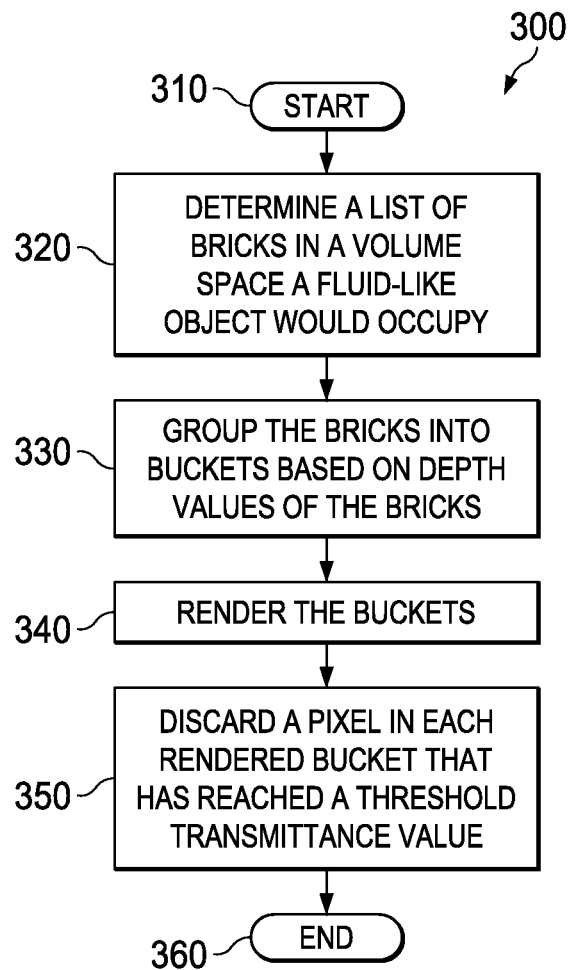 300
310
START
320
DETERMINE A LIST OF
BRICKS IN A VOLUME
SPACE A FLUID-LIKE
OBJECT WOULD OCCUPY
330
GROUP THE BRICKS INTO
BUCKETS BASED ON DEPTH
VALUES OF THE BRICKS
340
RENDER THE BUCKETS
350
DISCARD A PIXEL IN EACH
RENDERED BUCKET THAT
HAS REACHED A THRESHOLD
TRANSMITTANCE VALUE
360
END